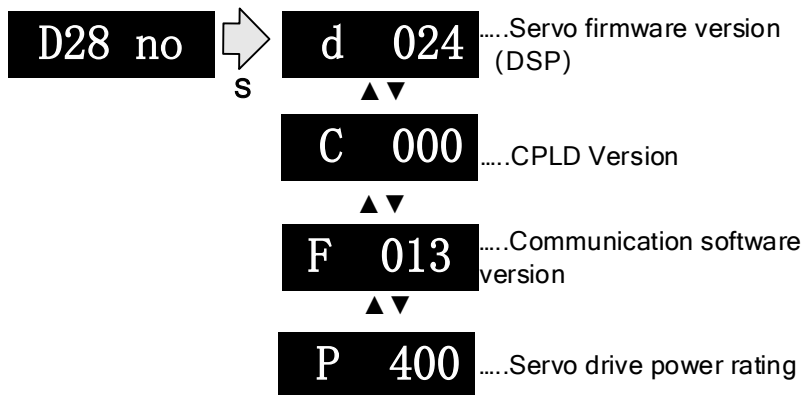 D28 no
d 024 .....Servo firmware version
(DSP)
S
▲▼
C 000 .....CPLD Version
▲▼
F 013 .....Communication software
version
▲▼
P 400 .....Servo drive power rating